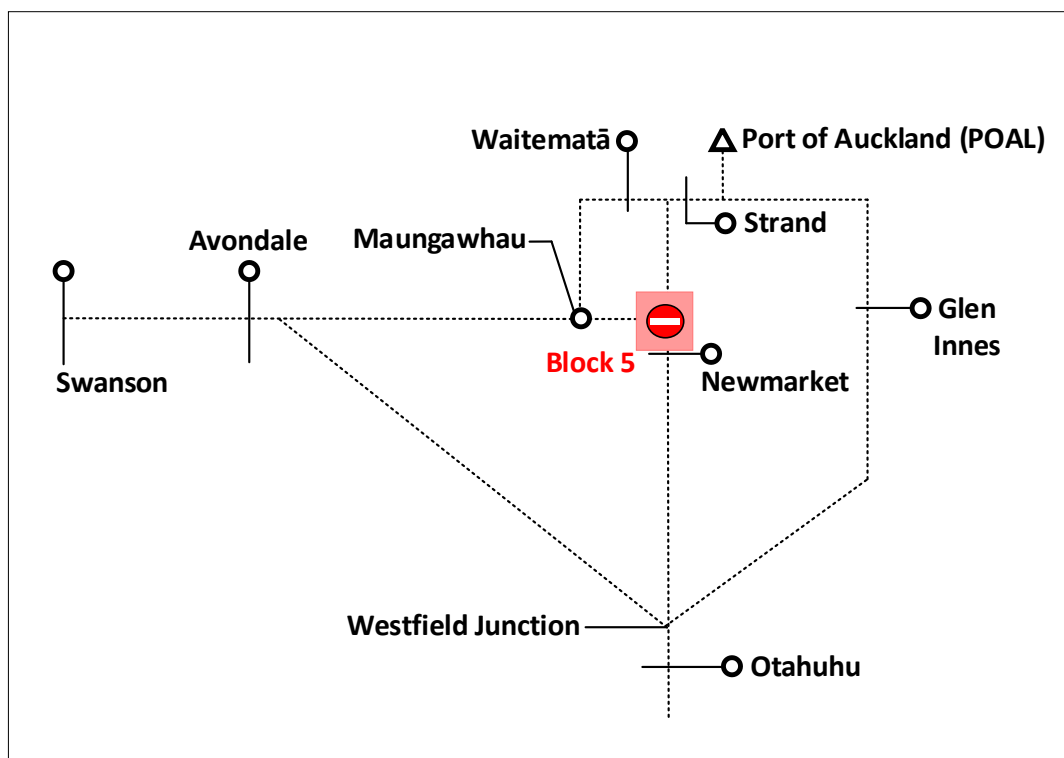 Waitematā
Port of Auckland (POAL)
Strand
Maungawhau
Avondale
Glen
Innes
Block 5
Newmarket
Swanson
Westfield Junction
Otahuhu